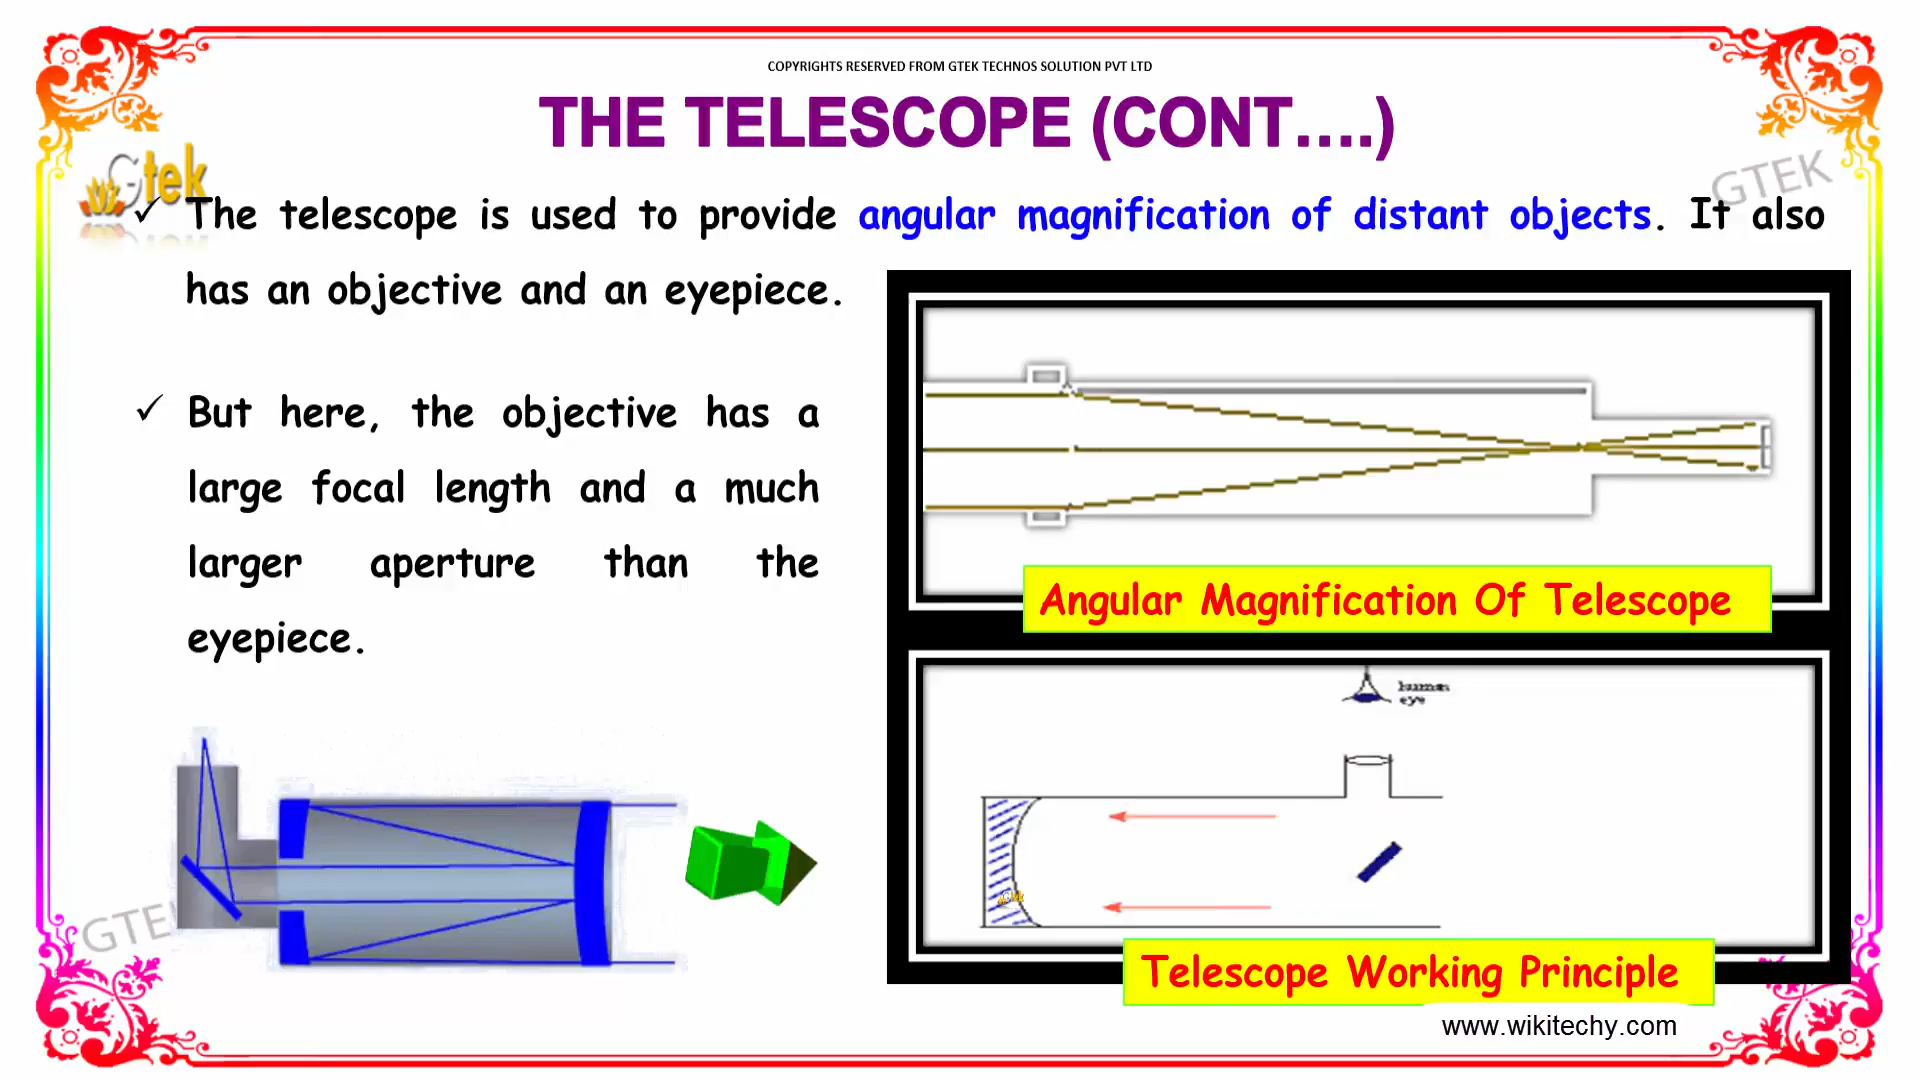 COPYRIGHTS RESERVED FROM GTEK TECHNOS SOLUTION PVT LTD
THE TELESCOPE (CONT....)
Gtek
GTEK
✓ The telescope is used to provide angular magnification of distant objects. It also
has an objective and an eyepiece.
✓ But here, the objective has a
large focal length and a much
larger aperture than the
eyepiece.
Angular Magnification Of Telescope
human
eye
GTEK
Telescope Working Principle
www.wikitechy.com